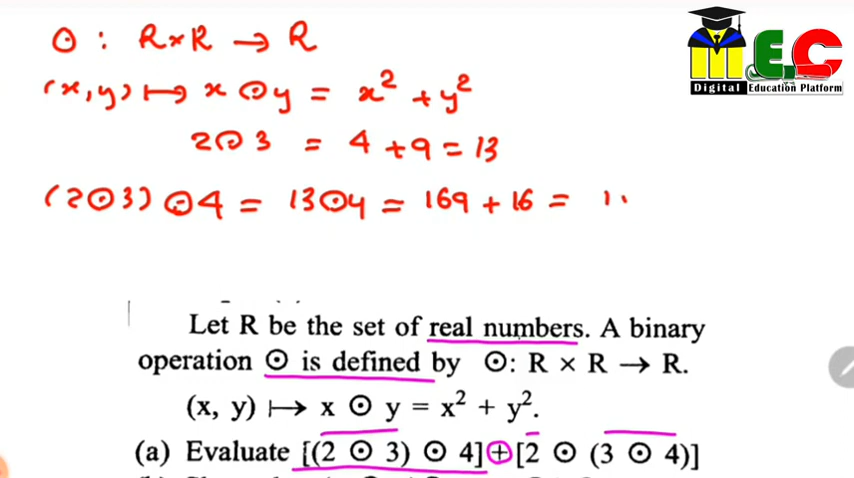 ⊙ : R×R → R
MEC
Digital Education Platform
(x,y) ↦ x ⊙ y = x² + y²
2⊙3 = 4 + 9 = 13
(2⊙3) ⊙ 4 = 13⊙4 = 169 + 16 =
Let R be the set of real numbers. A binary
operation ⊙ is defined by ⊙: R × R → R.
(x, y) ↦ x ⊙ y = x² + y².
(a) Evaluate [(2 ⊙ 3) ⊙ 4] + [2 ⊙ (3 ⊙ 4)]